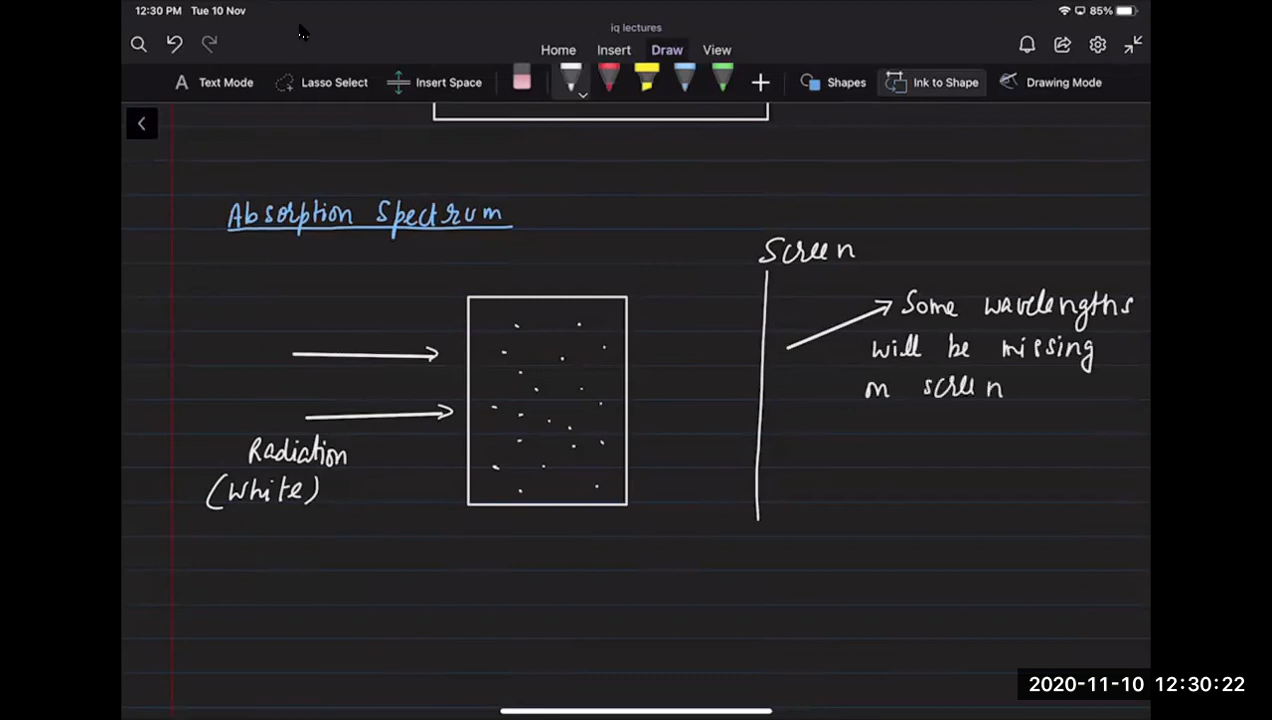 12:30 PM Tue 10 Nov
85%
iq lectures
Home Insert Draw View
A Text Mode Lasso Select Insert Space Shapes Ink to Shape Drawing Mode
Absorption Spectrum
Screen
Some wavelengths
will be missing
on screen
Radiation
(White)
2020-11-10 12:30:22